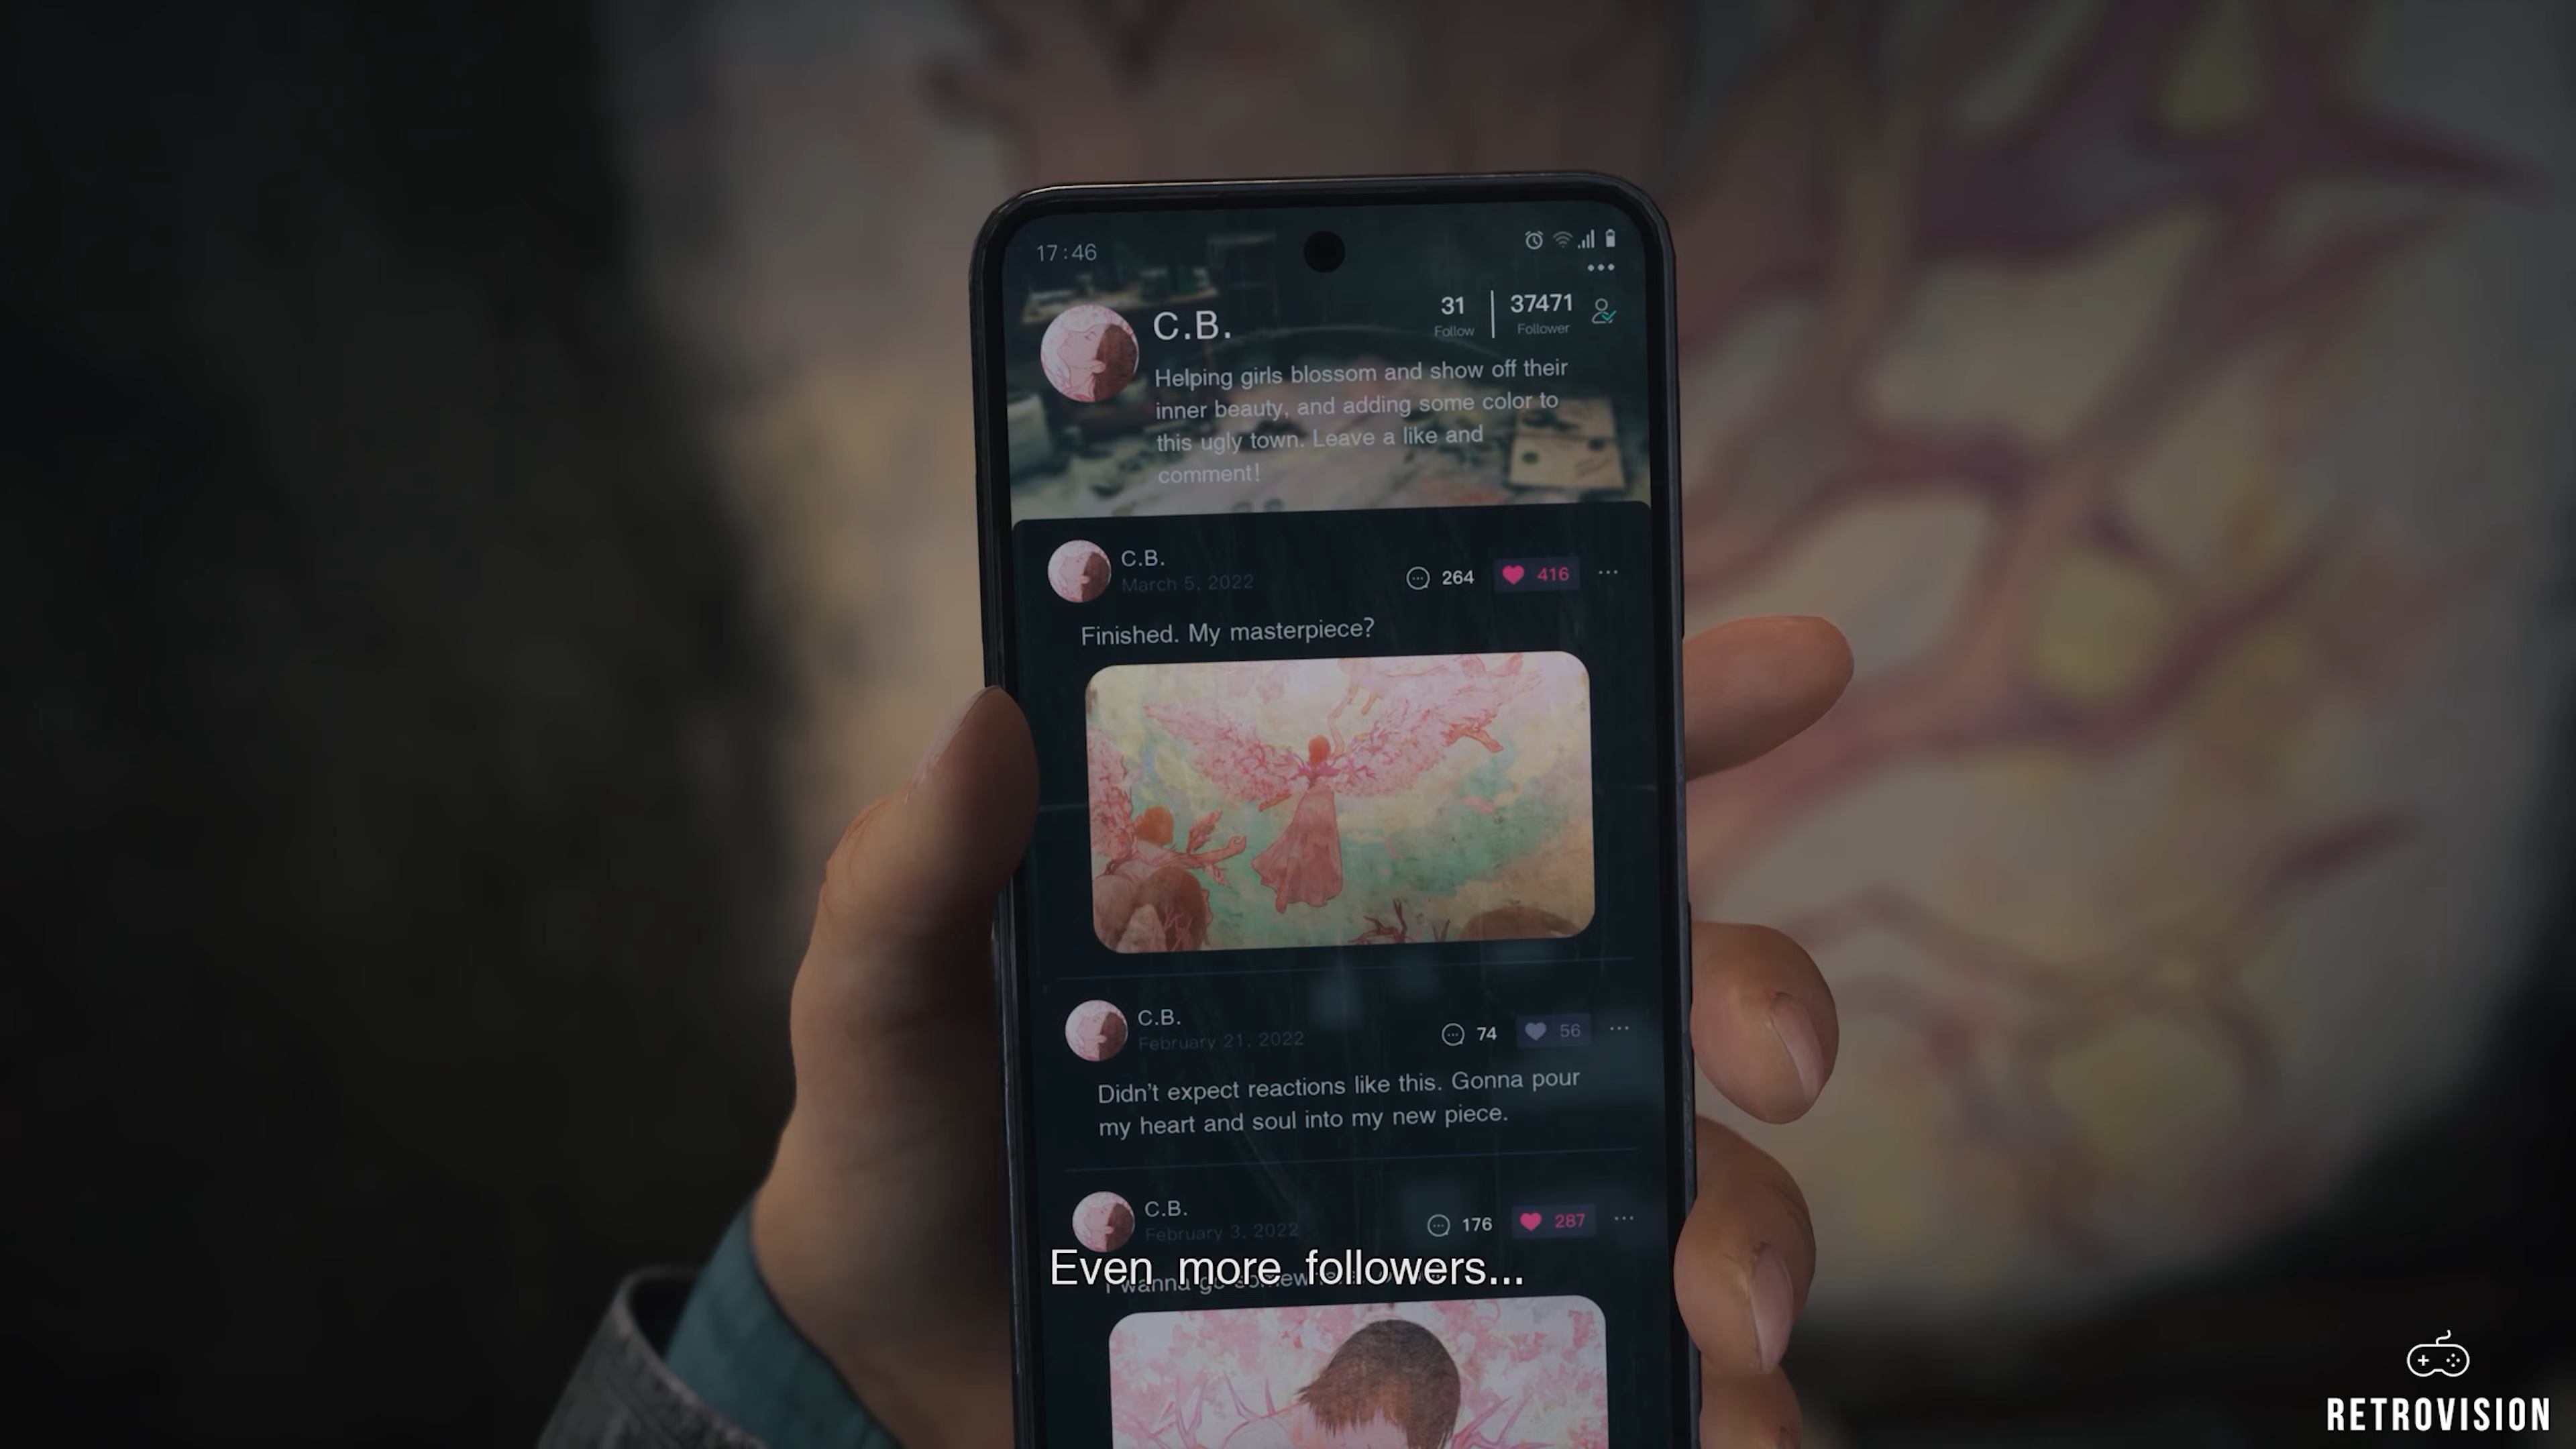 17:46
C.B.
31
Follow
37471
Follower
Helping girls blossom and show off their
inner beauty, and adding some color to
this ugly town. Leave a like and
comment!
C.B.
March 5, 2022
264
416
Finished. My masterpiece?
C.B.
February 21, 2022
74
56
Didn't expect reactions like this. Gonna pour
my heart and soul into my new piece.
C.B.
February 3, 2022
176
287
I wanna go
Even more followers...
RETROVISION